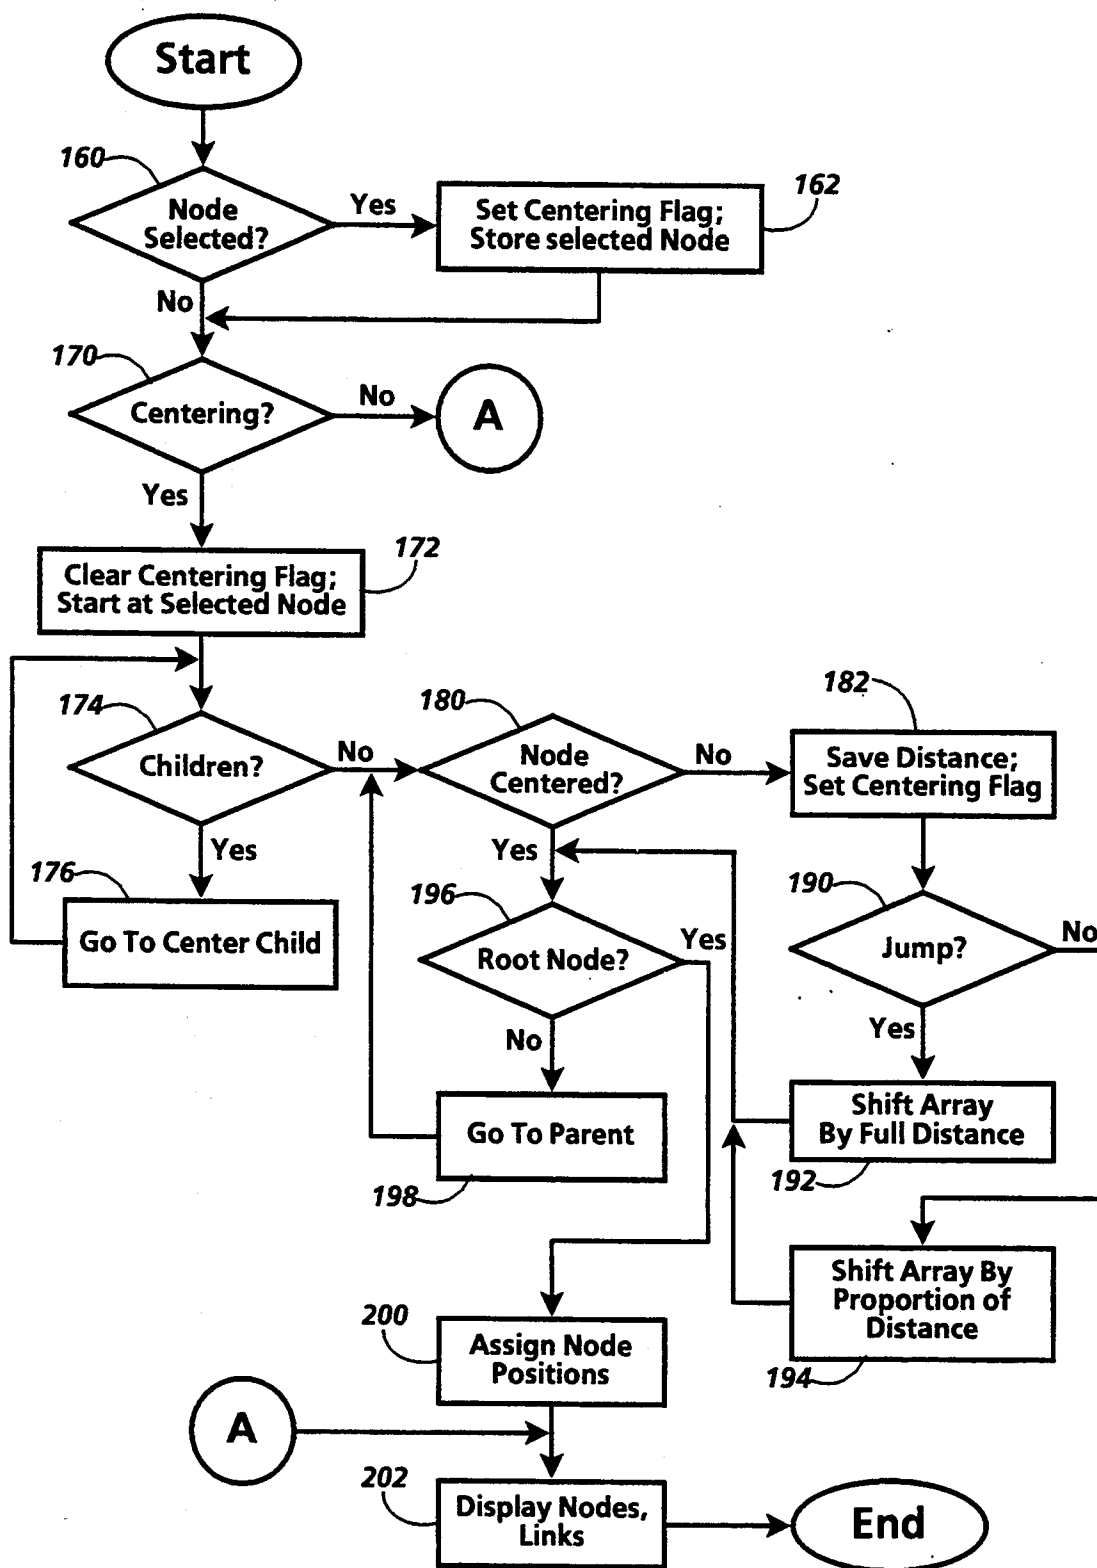 Start
160
Node
Selected?
Yes
162
Set Centering Flag;
Store selected Node
No
170
Centering?
No
A
Yes
172
Clear Centering Flag;
Start at Selected Node
174
Children?
No
Yes
176
Go To Center Child
180
Node
Centered?
No
182
Save Distance;
Set Centering Flag
Yes
190
Jump?
No
196
Root Node?
Yes
No
Yes
Shift Array
By Full Distance
192
Go To Parent
198
Shift Array By
Proportion of
Distance
194
200
Assign Node
Positions
A
202
Display Nodes,
Links
End